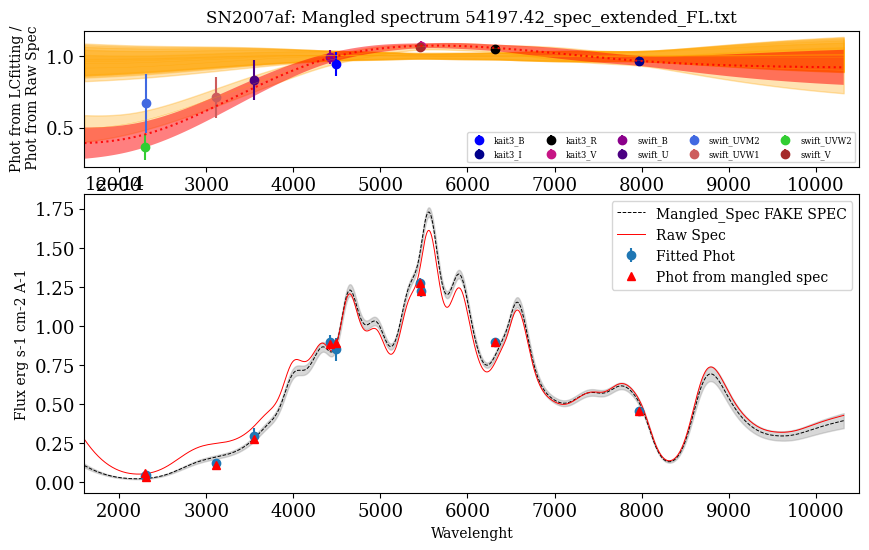 SN2007af: Mangled spectrum 54197.42_spec_extended_FL.txt
Phot from LCfitting /
Phot from Raw Spec
1.0
0.5
kait3_B kait3_R swift_B swift_UVM2 swift_UVW2
kait3_I kait3_V swift_U swift_UVW1 swift_V
2000 3000 4000 5000 6000 7000 8000 9000 10000
1e−14
Flux erg s-1 cm-2 A-1
1.75
1.50
1.25
1.00
0.75
0.50
0.25
0.00
Mangled_Spec FAKE SPEC
Raw Spec
Fitted Phot
Phot from mangled spec
2000 3000 4000 5000 6000 7000 8000 9000 10000
Wavelenght